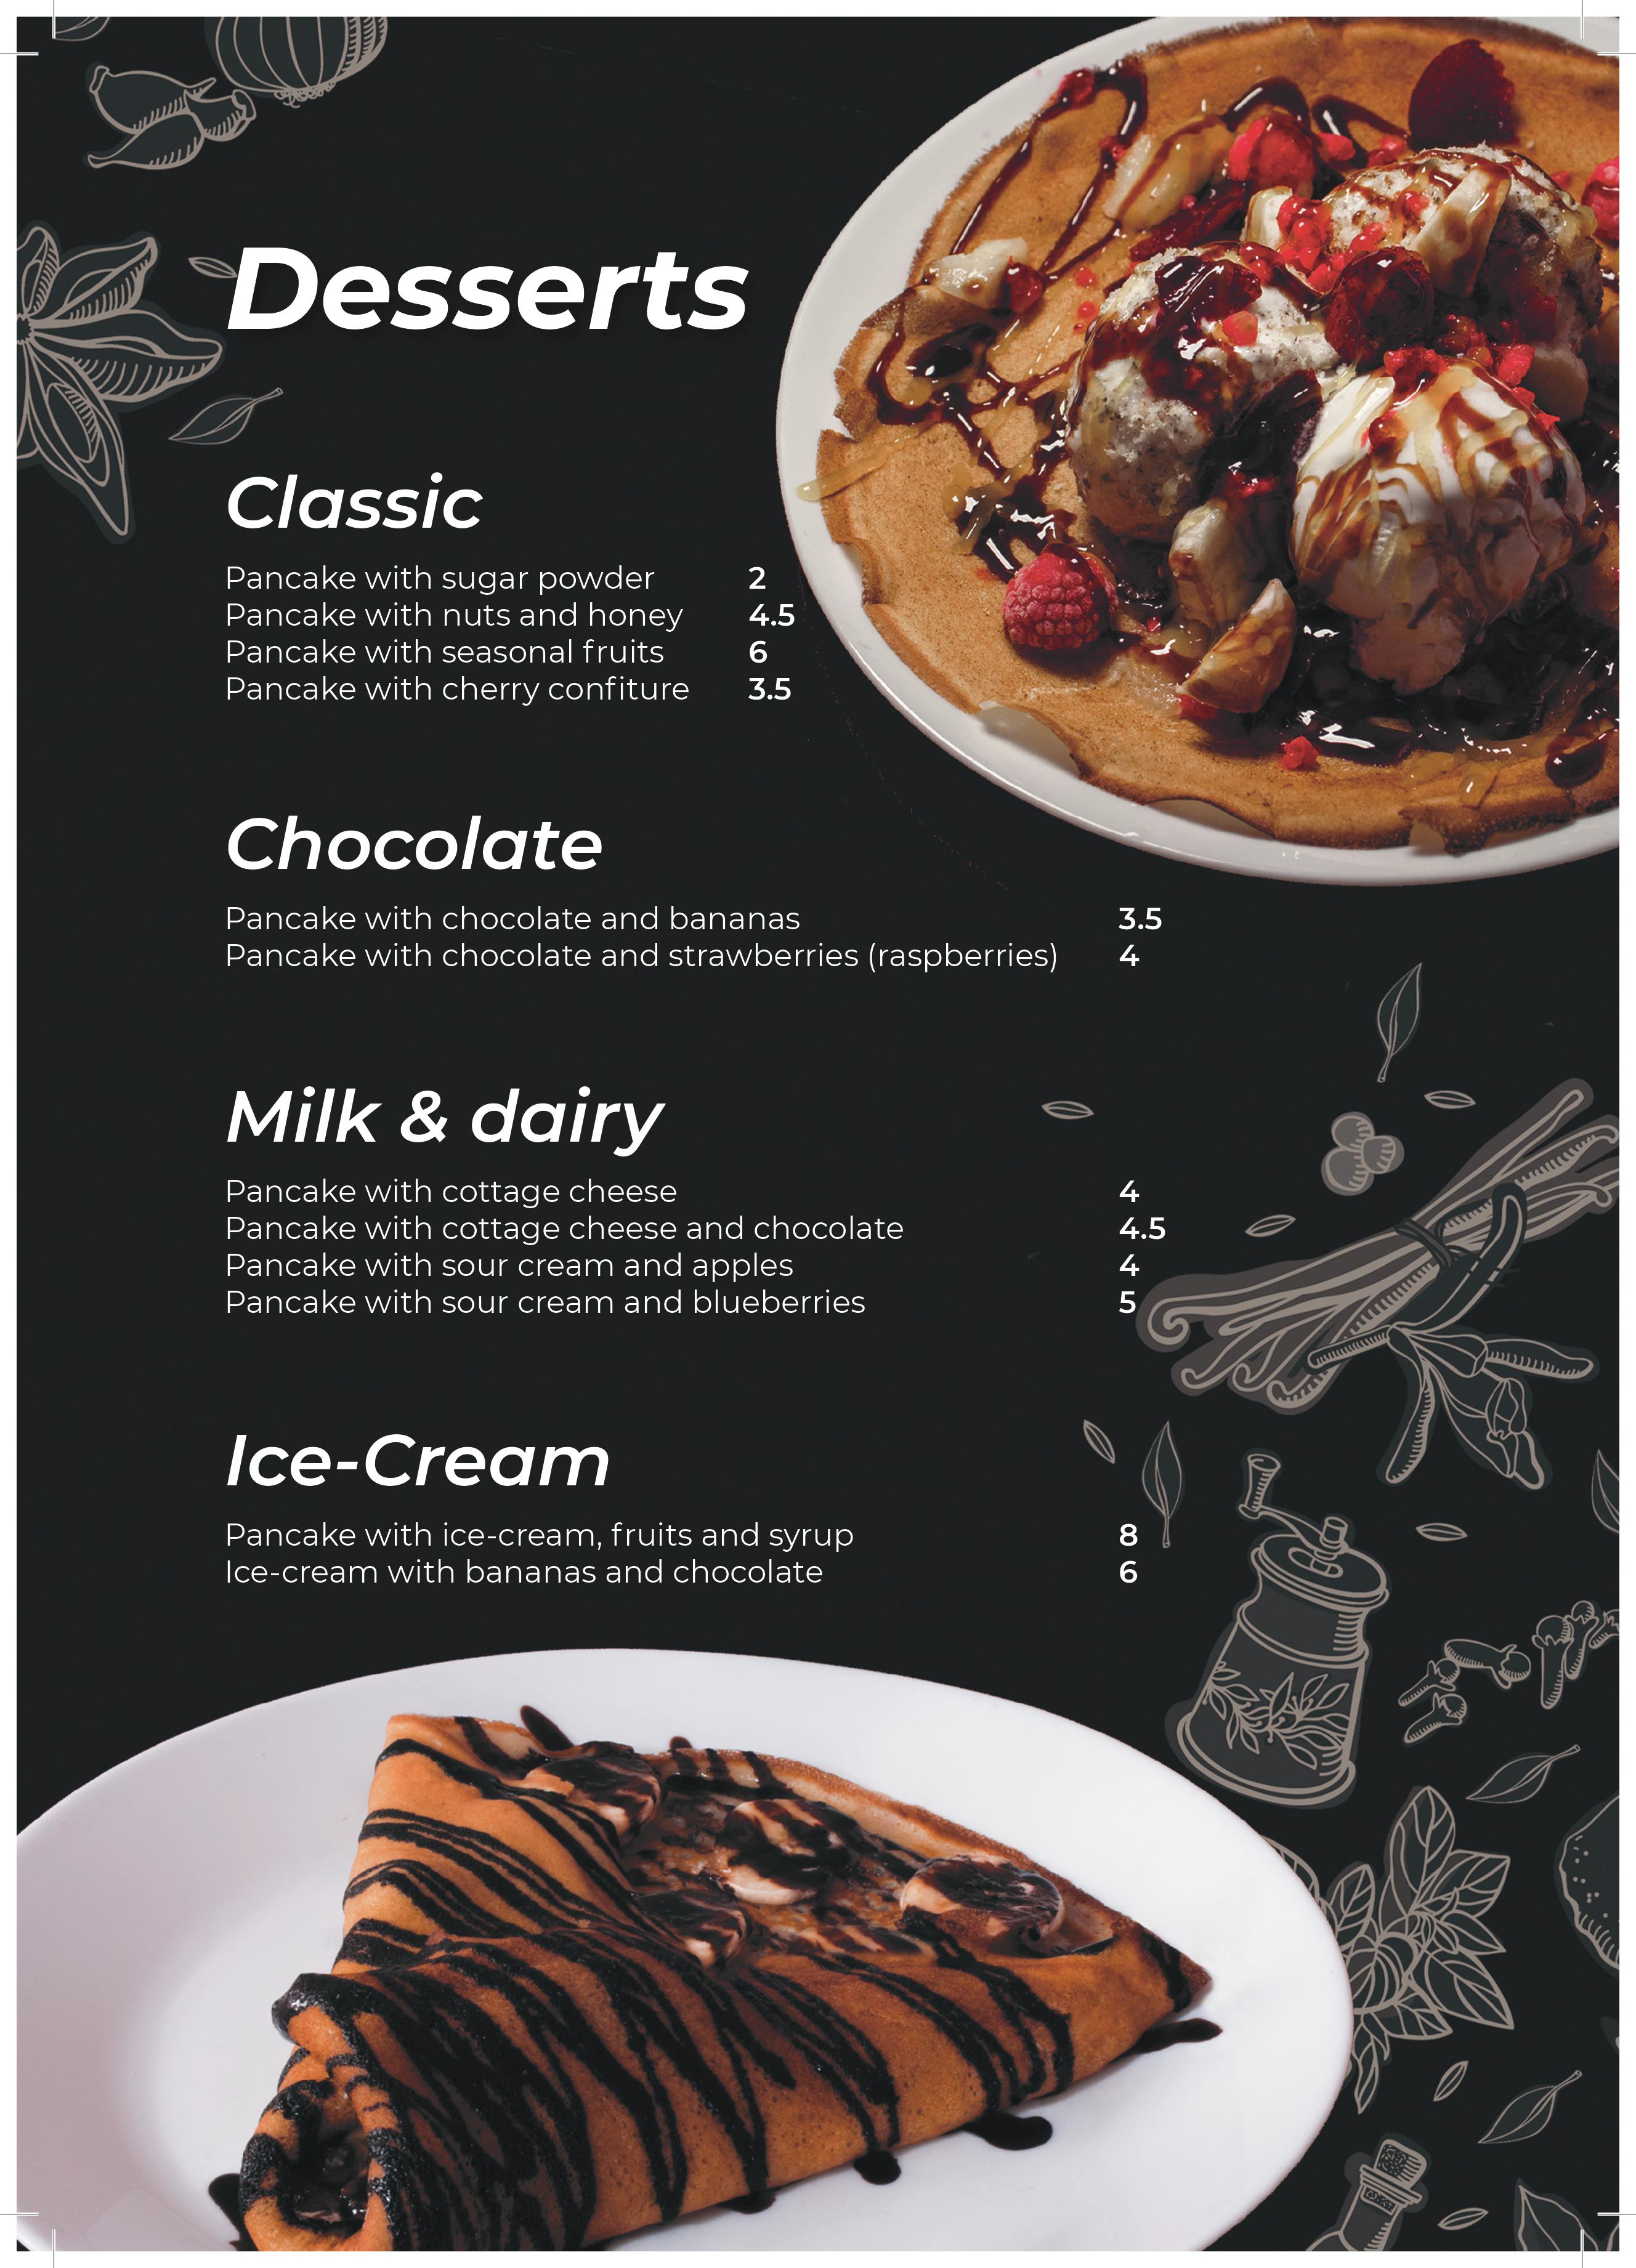 Desserts
Classic
Pancake with sugar powder 2
Pancake with nuts and honey 4.5
Pancake with seasonal fruits 6
Pancake with cherry confiture 3.5
Chocolate
Pancake with chocolate and bananas 3.5
Pancake with chocolate and strawberries (raspberries) 4
Milk & dairy
Pancake with cottage cheese 4
Pancake with cottage cheese and chocolate 4.5
Pancake with sour cream and apples 4
Pancake with sour cream and blueberries 5
Ice-Cream
Pancake with ice-cream, fruits and syrup 8
Ice-cream with bananas and chocolate 6